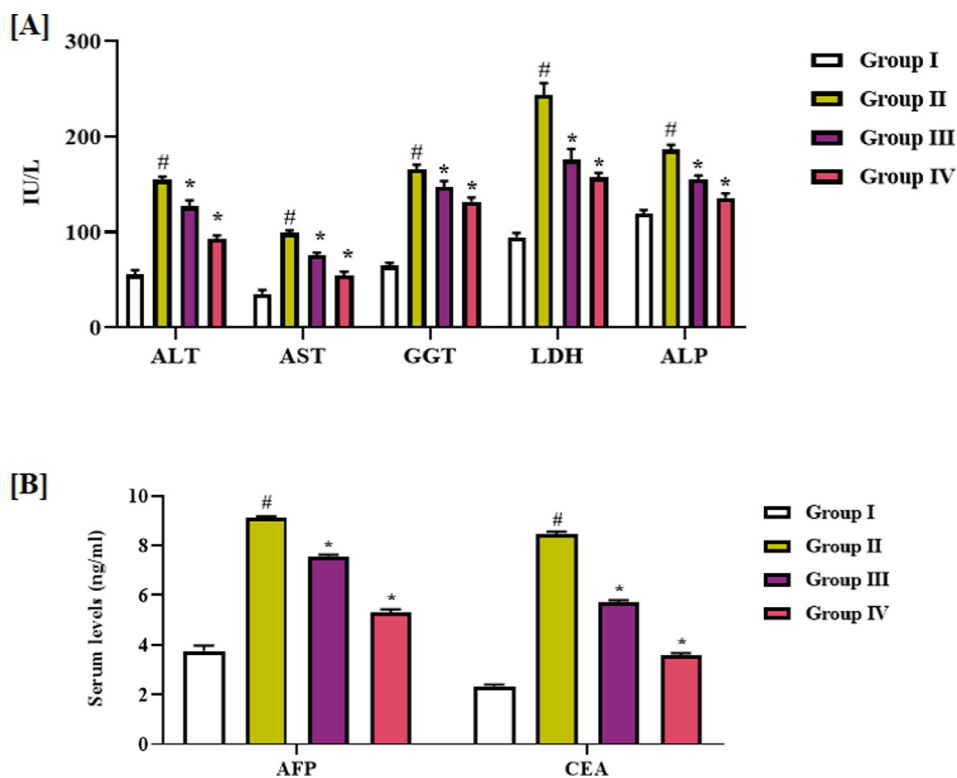 [A]
300
200
100
0
IU/L
# * *
# * *
# * *
# * *
# * *
ALT AST GGT LDH ALP
Group I
Group II
Group III
Group IV
[B]
10
8
6
4
2
0
Serum levels (ng/ml)
# * *
# * *
AFP CEA
Group I
Group II
Group III
Group IV